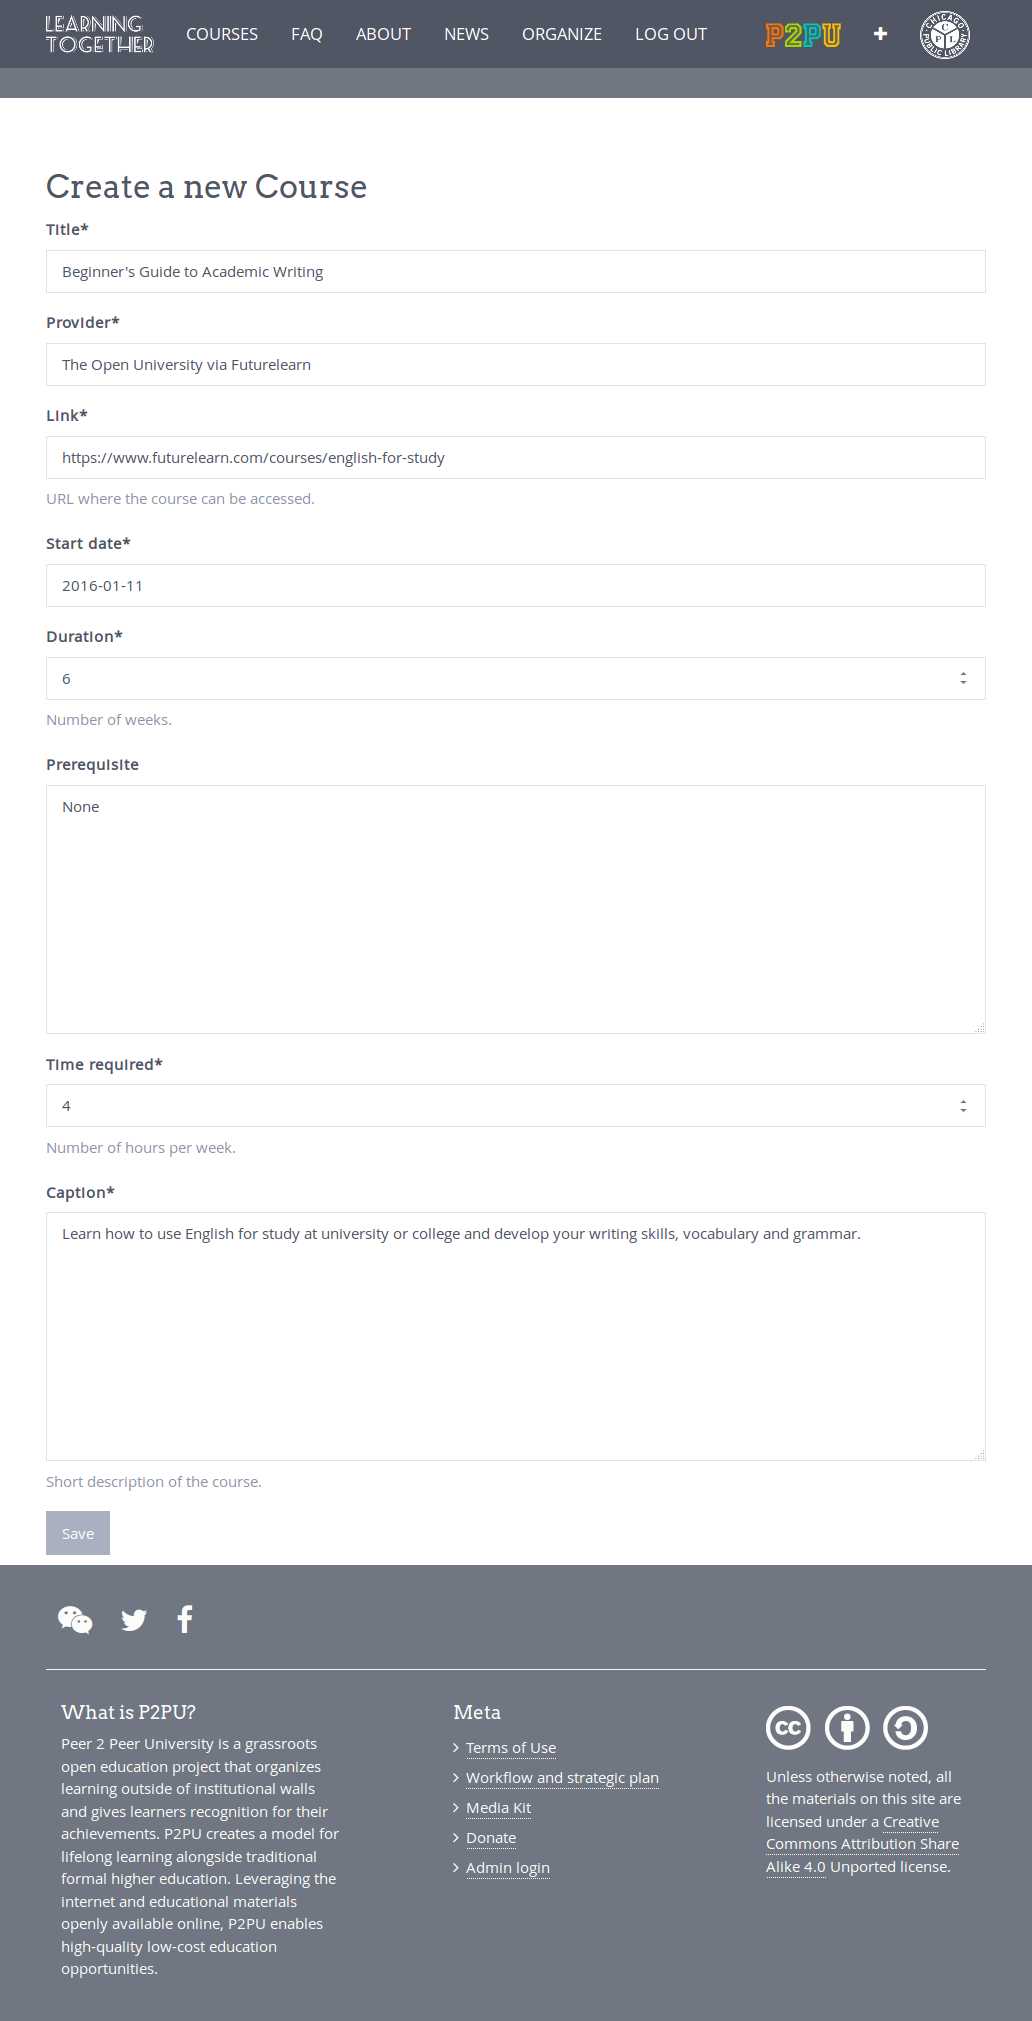 LEARNING
TOGETHER
COURSES FAQ ABOUT NEWS ORGANIZE LOG OUT P2PU CHICAGO PUBLIC LIBRARY CPL
Create a new Course
Title*
Beginner's Guide to Academic Writing
Provider*
The Open University via Futurelearn
Link*
https://www.futurelearn.com/courses/english-for-study
URL where the course can be accessed.
Start date*
2016-01-11
Duration*
6
Number of weeks.
Prerequisite
None
Time required*
4
Number of hours per week.
Caption*
Learn how to use English for study at university or college and develop your writing skills, vocabulary and grammar.
Short description of the course.
Save
What is P2PU?
Peer 2 Peer University is a grassroots
open education project that organizes
learning outside of institutional walls
and gives learners recognition for their
achievements. P2PU creates a model for
lifelong learning alongside traditional
formal higher education. Leveraging the
internet and educational materials
openly available online, P2PU enables
high-quality low-cost education
opportunities.
Meta
Terms of Use
Workflow and strategic plan
Media Kit
Donate
Admin login
cc
Unless otherwise noted, all
the materials on this site are
licensed under a Creative
Commons Attribution Share
Alike 4.0 Unported license.